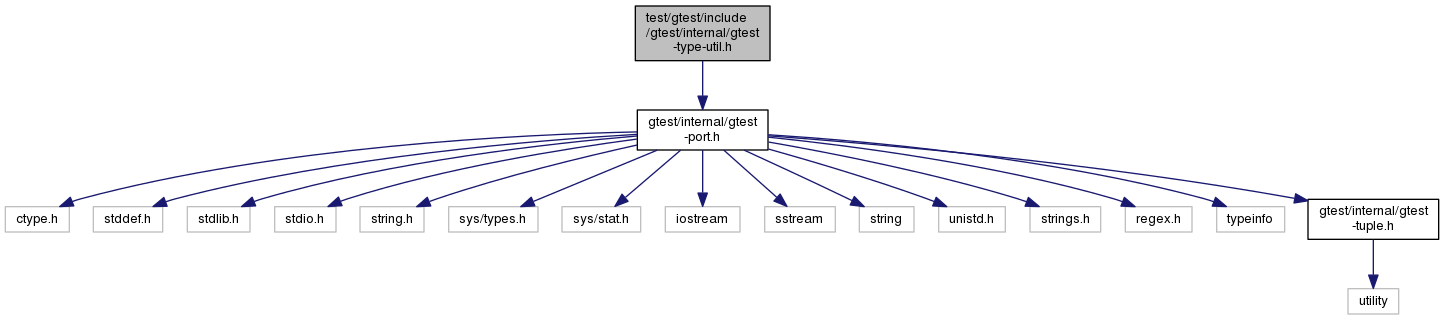 test/gtest/include
/gtest/internal/gtest
-type-util.h
gtest/internal/gtest
-port.h
ctype.h
stddef.h
stdlib.h
stdio.h
string.h
sys/types.h
sys/stat.h
iostream
sstream
string
unistd.h
strings.h
regex.h
typeinfo
gtest/internal/gtest
-tuple.h
utility